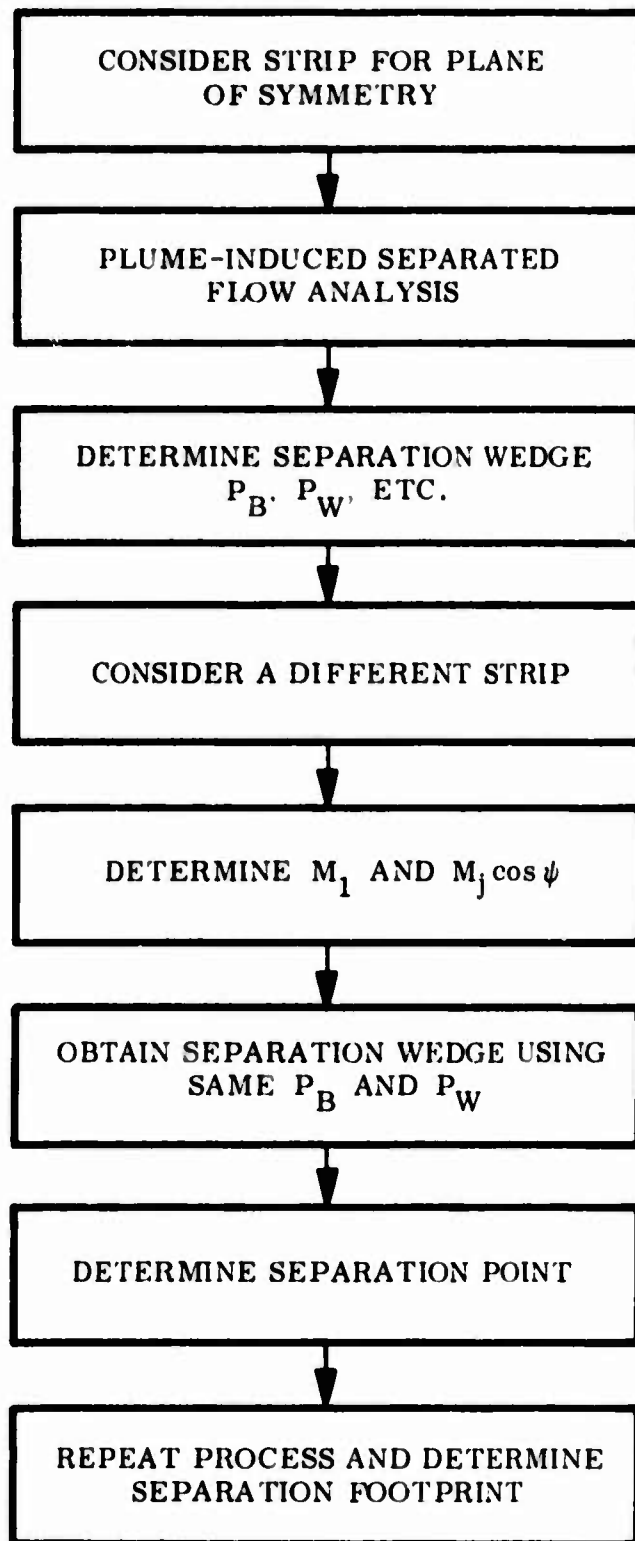 CONSIDER STRIP FOR PLANE
OF SYMMETRY
PLUME-INDUCED SEPARATED
FLOW ANALYSIS
DETERMINE SEPARATION WEDGE
P_B, P_W, ETC.
CONSIDER A DIFFERENT STRIP
DETERMINE M_1 AND M_j cos ψ
OBTAIN SEPARATION WEDGE USING
SAME P_B AND P_W
DETERMINE SEPARATION POINT
REPEAT PROCESS AND DETERMINE
SEPARATION FOOTPRINT